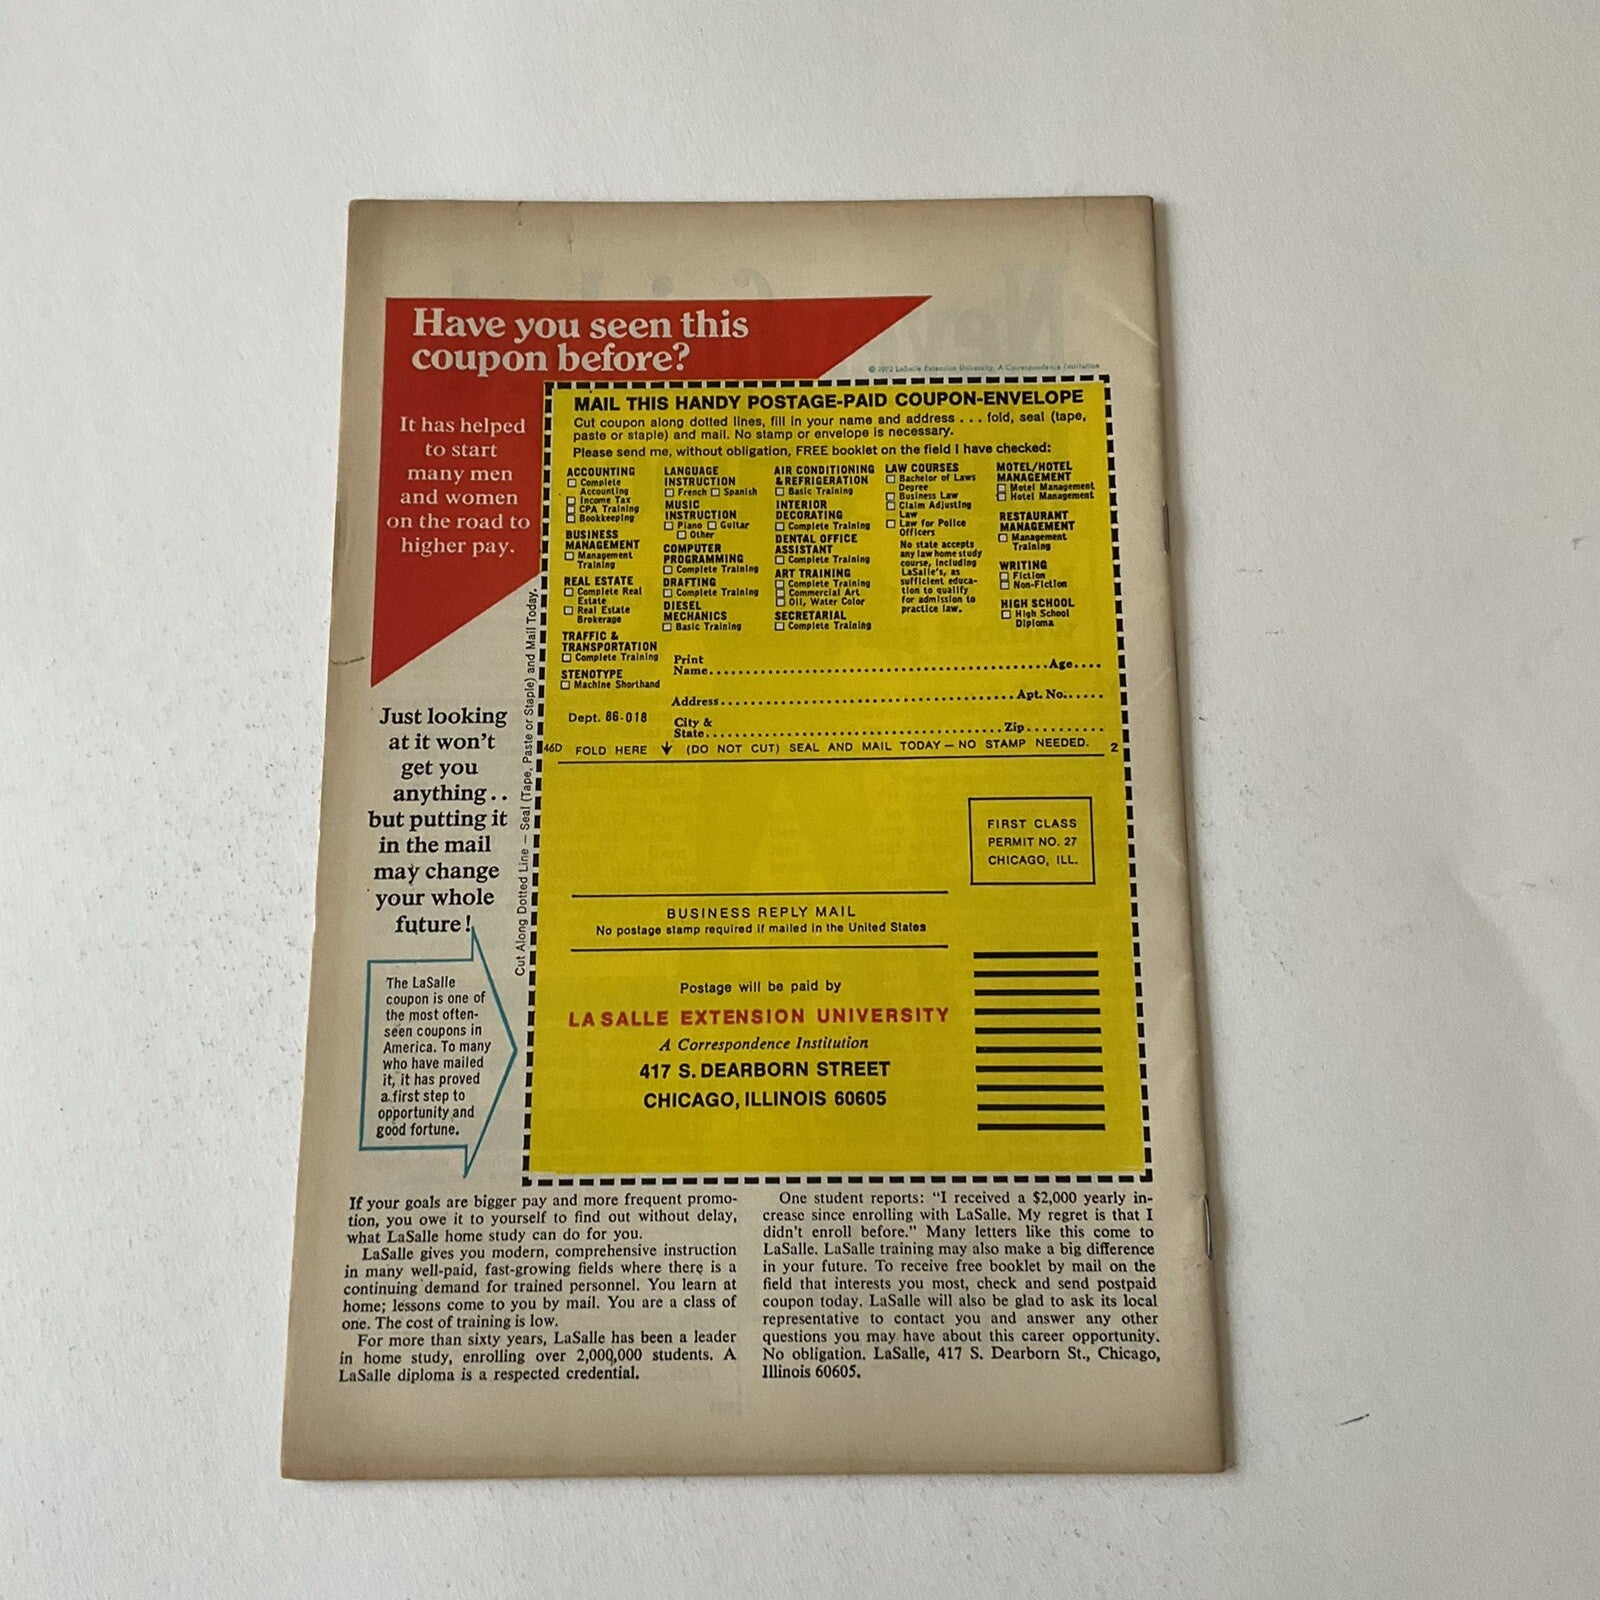 Have you seen this
coupon before?
© 1972 LaSalle Extension University, A Correspondence Institution
It has helped
to start
many men
and women
on the road to
higher pay.
Just looking
at it won't
get you
anything..
but putting it
in the mail
may change
your whole
future!
The LaSalle
coupon is one of
the most often-
seen coupons in
America. To many
who have mailed
it, it has proved
a first step to
opportunity and
good fortune.
Cut Along Dotted Line — Seal (Tape, Paste or Staple) and Mail Today.
MAIL THIS HANDY POSTAGE-PAID COUPON-ENVELOPE
Cut coupon along dotted lines, fill in your name and address . . . fold, seal (tape,
paste or staple) and mail. No stamp or envelope is necessary.
Please send me, without obligation, FREE booklet on the field I have checked:
ACCOUNTING
Complete
Accounting
Income Tax
CPA Training
Bookkeeping
BUSINESS
MANAGEMENT
Management
Training
REAL ESTATE
Complete Real
Estate
Real Estate
Brokerage
TRAFFIC &
TRANSPORTATION
Complete Training
STENOTYPE
Machine Shorthand
LANGUAGE
INSTRUCTION
French Spanish
MUSIC
INSTRUCTION
Piano Guitar
Other
COMPUTER
PROGRAMMING
Complete Training
DRAFTING
Complete Training
DIESEL
MECHANICS
Basic Training
AIR CONDITIONING
& REFRIGERATION
Basic Training
INTERIOR
DECORATING
Complete Training
DENTAL OFFICE
ASSISTANT
Complete Training
ART TRAINING
Complete Training
Commercial Art
Oil, Water Color
SECRETARIAL
Complete Training
LAW COURSES
Bachelor of Laws
Degree
Business Law
Claim Adjusting
Law
Law for Police
Officers
No state accepts
any law home study
course, including
LaSalle's, as
sufficient educa-
tion to qualify
for admission to
practice law.
MOTEL/HOTEL
MANAGEMENT
Motel Management
Hotel Management
RESTAURANT
MANAGEMENT
Management
Training
WRITING
Fiction
Non-Fiction
HIGH SCHOOL
High School
Diploma
Print
Name Age
Address Apt. No.
Dept. 86-018
City &
State Zip
46D FOLD HERE (DO NOT CUT) SEAL AND MAIL TODAY — NO STAMP NEEDED. 2
FIRST CLASS
PERMIT NO. 27
CHICAGO, ILL.
BUSINESS REPLY MAIL
No postage stamp required if mailed in the United States
Postage will be paid by
LA SALLE EXTENSION UNIVERSITY
A Correspondence Institution
417 S. DEARBORN STREET
CHICAGO, ILLINOIS 60605
If your goals are bigger pay and more frequent promo-
tion, you owe it to yourself to find out without delay,
what LaSalle home study can do for you.
LaSalle gives you modern, comprehensive instruction
in many well-paid, fast-growing fields where there is a
continuing demand for trained personnel. You learn at
home; lessons come to you by mail. You are a class of
one. The cost of training is low.
For more than sixty years, LaSalle has been a leader
in home study, enrolling over 2,000,000 students. A
LaSalle diploma is a respected credential.
One student reports: "I received a $2,000 yearly in-
crease since enrolling with LaSalle. My regret is that I
didn't enroll before." Many letters like this come to
LaSalle. LaSalle training may also make a big difference
in your future. To receive free booklet by mail on the
field that interests you most, check and send postpaid
coupon today. LaSalle will also be glad to ask its local
representative to contact you and answer any other
questions you may have about this career opportunity.
No obligation. LaSalle, 417 S. Dearborn St., Chicago,
Illinois 60605.